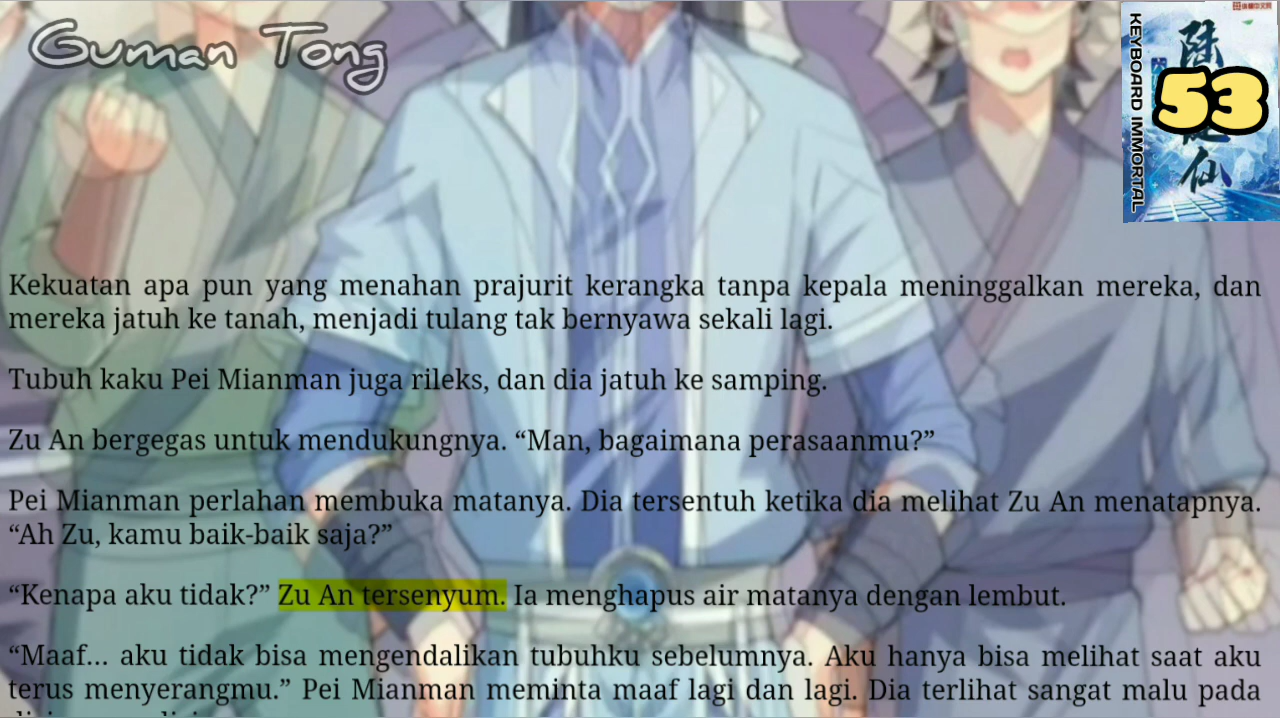 Guman Tong
KEYBOARD IMMORTAL
53
Kekuatan apa pun yang menahan prajurit kerangka tanpa kepala meninggalkan mereka, dan
mereka jatuh ke tanah, menjadi tulang tak bernyawa sekali lagi.
Tubuh kaku Pei Mianman juga rileks, dan dia jatuh ke samping.
Zu An bergegas untuk mendukungnya. “Man, bagaimana perasaanmu?”
Pei Mianman perlahan membuka matanya. Dia tersentuh ketika dia melihat Zu An menatapnya.
“Ah Zu, kamu baik-baik saja?”
“Kenapa aku tidak?” Zu An tersenyum. Ia menghapus air matanya dengan lembut.
“Maaf… aku tidak bisa mengendalikan tubuhku sebelumnya. Aku hanya bisa melihat saat aku
terus menyerangmu.” Pei Mianman meminta maaf lagi dan lagi. Dia terlihat sangat malu pada